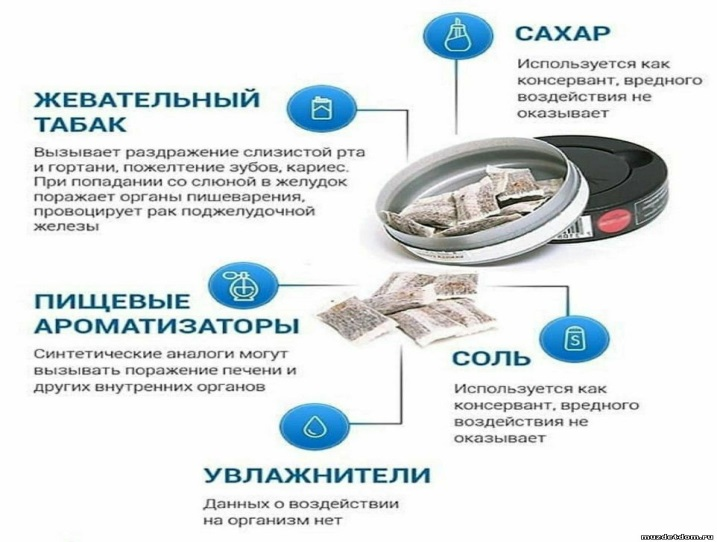 САХАР
Используется как
консервант, вредного
воздействия не
оказывает
ЖЕВАТЕЛЬНЫЙ
ТАБАК
Вызывает раздражение слизистой рта
и гортани, пожелтение зубов, кариес.
При попадании со слюной в желудок
поражает органы пишеварения,
провоцирует рак поджелудочной
железы
ПИЩЕВЫЕ
АРОМАТИЗАТОРЫ
Синтетические аналоги могут
вызывать поражение печени и
других внутренних органов
СОЛЬ
Используется как
консервант, вредного
воздействия не
оказывает
УВЛАЖНИТЕЛИ
Данных о воздействии
на организм нет
S
muzdetdom.ru